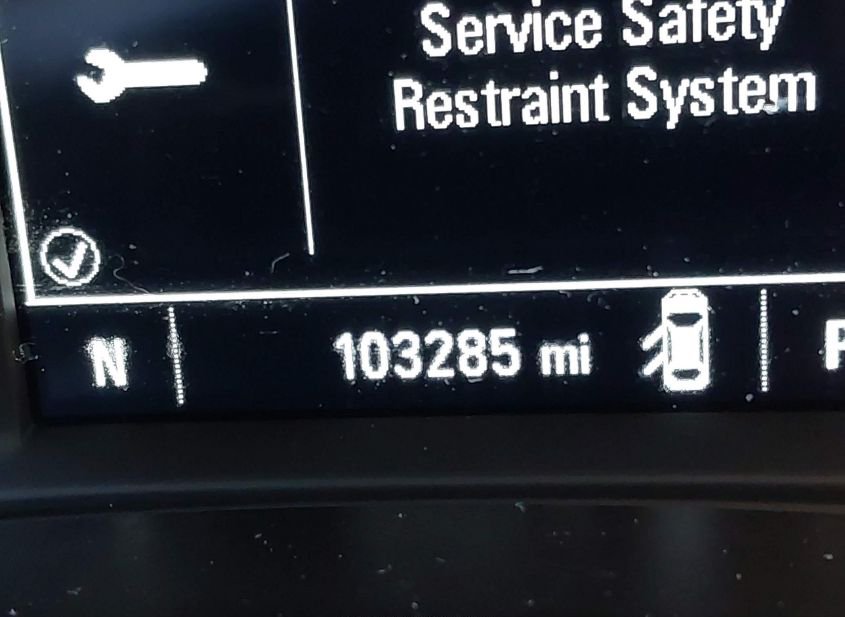 Service Safety
Restraint System
N 103285 mi P